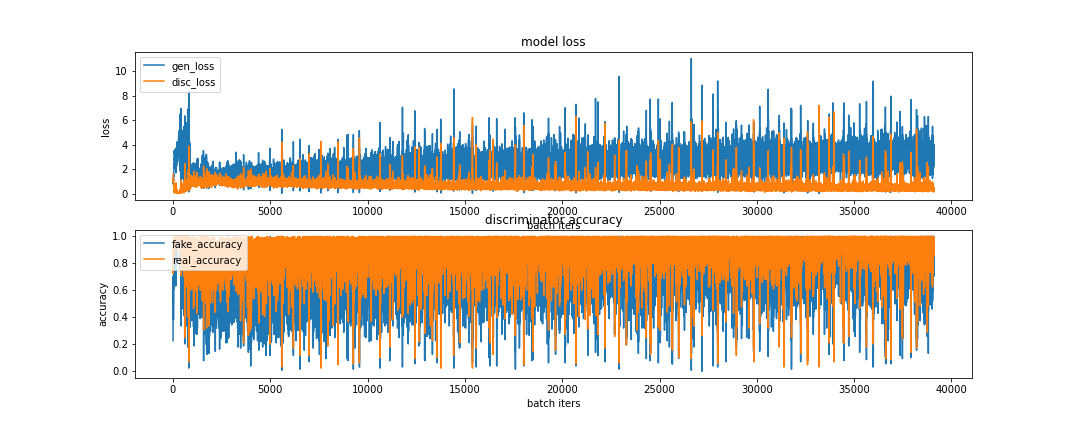 model loss
gen_loss
disc_loss
loss
10
8
6
4
2
0
0 5000 10000 15000 20000 25000 30000 35000 40000
batch iters
discriminator accuracy
fake_accuracy
real_accuracy
accuracy
1.0
0.8
0.6
0.4
0.2
0.0
0 5000 10000 15000 20000 25000 30000 35000 40000
batch iters